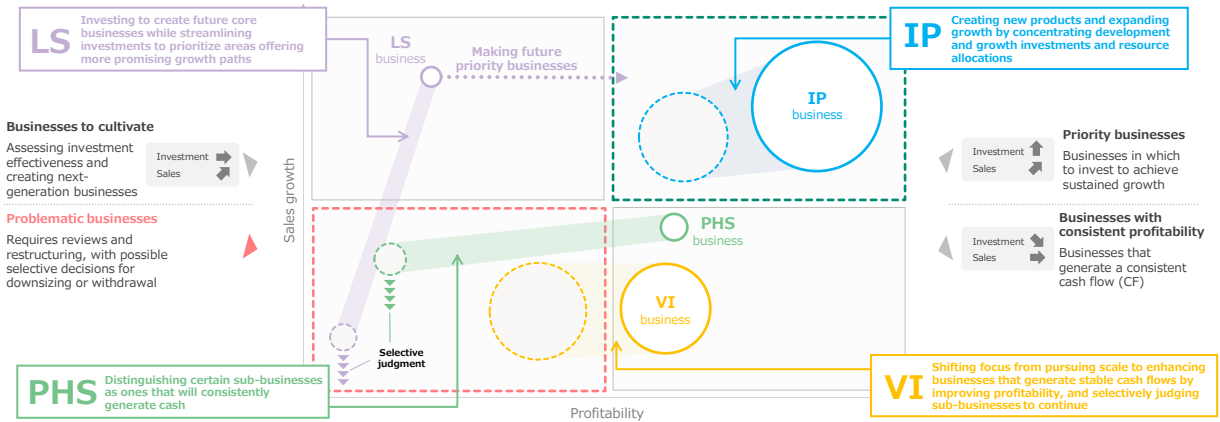 LS
Investing to create future core
businesses while streamlining
investments to prioritize areas offering
more promising growth paths
LS
business
Making future
priority businesses
IP
business
IP
Creating new products and expanding
growth by concentrating development
and growth investments and resource
allocations
Businesses to cultivate
Assessing investment
effectiveness and
creating next-
generation businesses
Investment
Sales
Problematic businesses
Requires reviews and
restructuring, with possible
selective decisions for
downsizing or withdrawal
Sales growth
Priority businesses
Businesses in which
to invest to achieve
sustained growth
Investment
Sales
Businesses with
consistent profitability
Businesses that
generate a consistent
cash flow (CF)
Investment
Sales
PHS
business
VI
business
Selective
judgment
PHS
Distinguishing certain sub-businesses
as ones that will consistently
generate cash
Profitability
VI
Shifting focus from pursuing scale to enhancing
businesses that generate stable cash flows by
improving profitability, and selectively judging
sub-businesses to continue